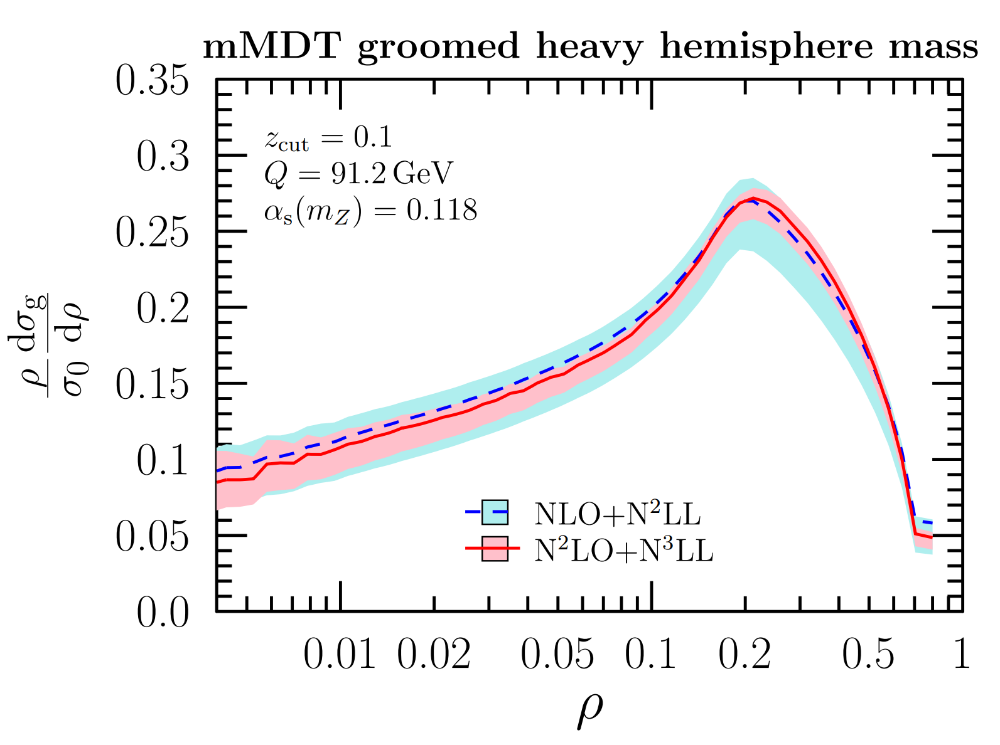 mMDT groomed heavy hemisphere mass
0.35
0.3
0.25
0.2
0.15
0.1
0.05
0.0
ρ/σ₀ dσ_g/dρ
z_cut = 0.1
Q = 91.2 GeV
α_s(m_Z) = 0.118
NLO+N²LL
N²LO+N³LL
0.01 0.02 0.05 0.1 0.2 0.5 1
ρ